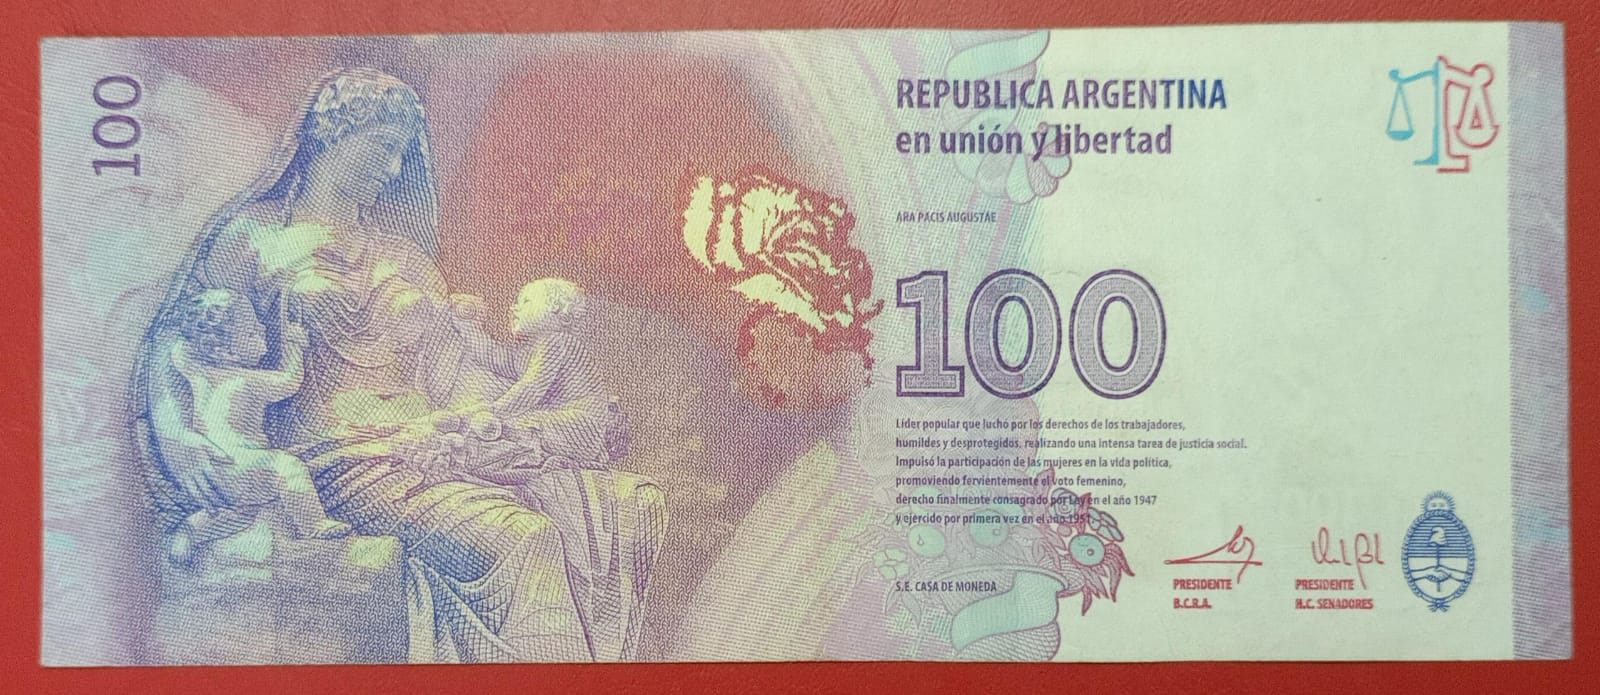 100
REPUBLICA ARGENTINA
en unión y libertad
ARA PACIS AUGUSTAE
100
Líder popular que luchó por los derechos de los trabajadores,
humildes y desprotegidos, realizando una intensa tarea de justicia social.
Impulsó la participación de las mujeres en la vida política,
promoviendo fervientemente el voto femenino,
derecho finalmente consagrado por Ley en el año 1947
y ejercido por primera vez en el año 1951
S.E. CASA DE MONEDA
PRESIDENTE
B.C.R.A.
PRESIDENTE
H.C. SENADORES